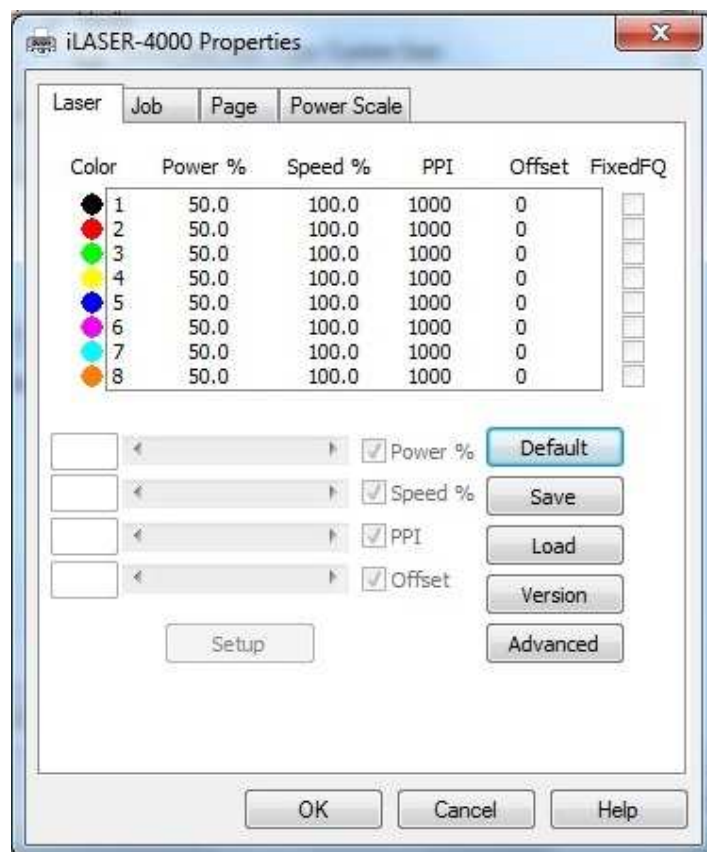 iLASER-4000 Properties
Laser Job Page Power Scale
Color Power % Speed % PPI Offset FixedFQ
1 50.0 100.0 1000 0
2 50.0 100.0 1000 0
3 50.0 100.0 1000 0
4 50.0 100.0 1000 0
5 50.0 100.0 1000 0
6 50.0 100.0 1000 0
7 50.0 100.0 1000 0
8 50.0 100.0 1000 0
Power % Default
Speed % Save
PPI Load
Offset Version
Setup Advanced
OK Cancel Help